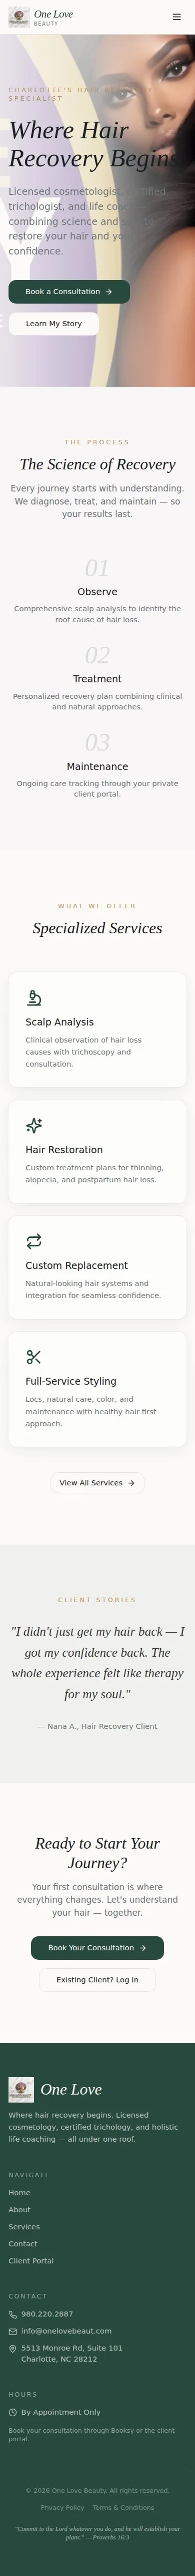 One Love
BEAUTY
CHARLOTTE'S HAIR RECOVERY
SPECIALIST
Where Hair
Recovery Begins
Licensed cosmetologist, certified
trichologist, and life coach
combining science and
restore your hair and your
confidence.
Book a Consultation
Learn My Story
THE PROCESS
The Science of Recovery
Every journey starts with understanding.
We diagnose, treat, and maintain — so
your results last.
01
Observe
Comprehensive scalp analysis to identify the
root cause of hair loss.
02
Treatment
Personalized recovery plan combining clinical
and natural approaches.
03
Maintenance
Ongoing care tracking through your private
client portal.
WHAT WE OFFER
Specialized Services
Scalp Analysis
Clinical observation of hair loss
causes with trichoscopy and
consultation.
Hair Restoration
Custom treatment plans for thinning,
alopecia, and postpartum hair loss.
Custom Replacement
Natural-looking hair systems and
integration for seamless confidence.
Full-Service Styling
Locs, natural care, color, and
maintenance with healthy-hair-first
approach.
View All Services
CLIENT STORIES
"I didn't just get my hair back — I
got my confidence back. The
whole experience felt like therapy
for my soul."
— Nana A., Hair Recovery Client
Ready to Start Your
Journey?
Your first consultation is where
everything changes. Let's understand
your hair — together.
Book Your Consultation
Existing Client? Log In
One Love
Where hair recovery begins. Licensed
cosmetology, certified trichology, and holistic
life coaching — all under one roof.
NAVIGATE
Home
About
Services
Contact
Client Portal
CONTACT
980.220.2887
info@onelovebeaut.com
5513 Monroe Rd, Suite 101
Charlotte, NC 28212
HOURS
By Appointment Only
Book your consultation through Booksy or the client
portal.
© 2026 One Love Beauty. All rights reserved.
Privacy Policy Terms & Conditions
"Commit to the Lord whatever you do, and he will establish your
plans." — Proverbs 16:3